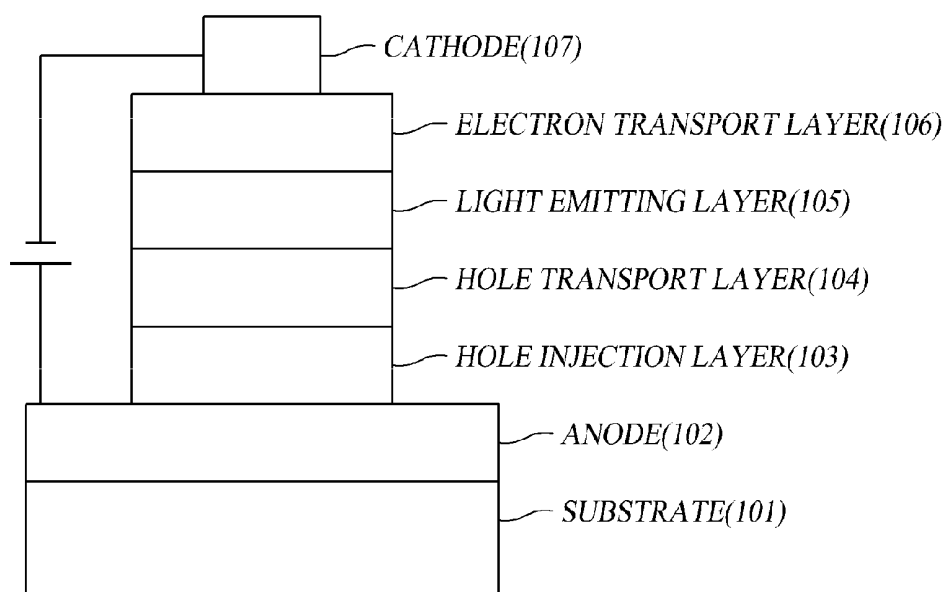 CATHODE(107)
ELECTRON TRANSPORT LAYER(106)
LIGHT EMITTING LAYER(105)
HOLE TRANSPORT LAYER(104)
HOLE INJECTION LAYER(103)
ANODE(102)
SUBSTRATE(101)